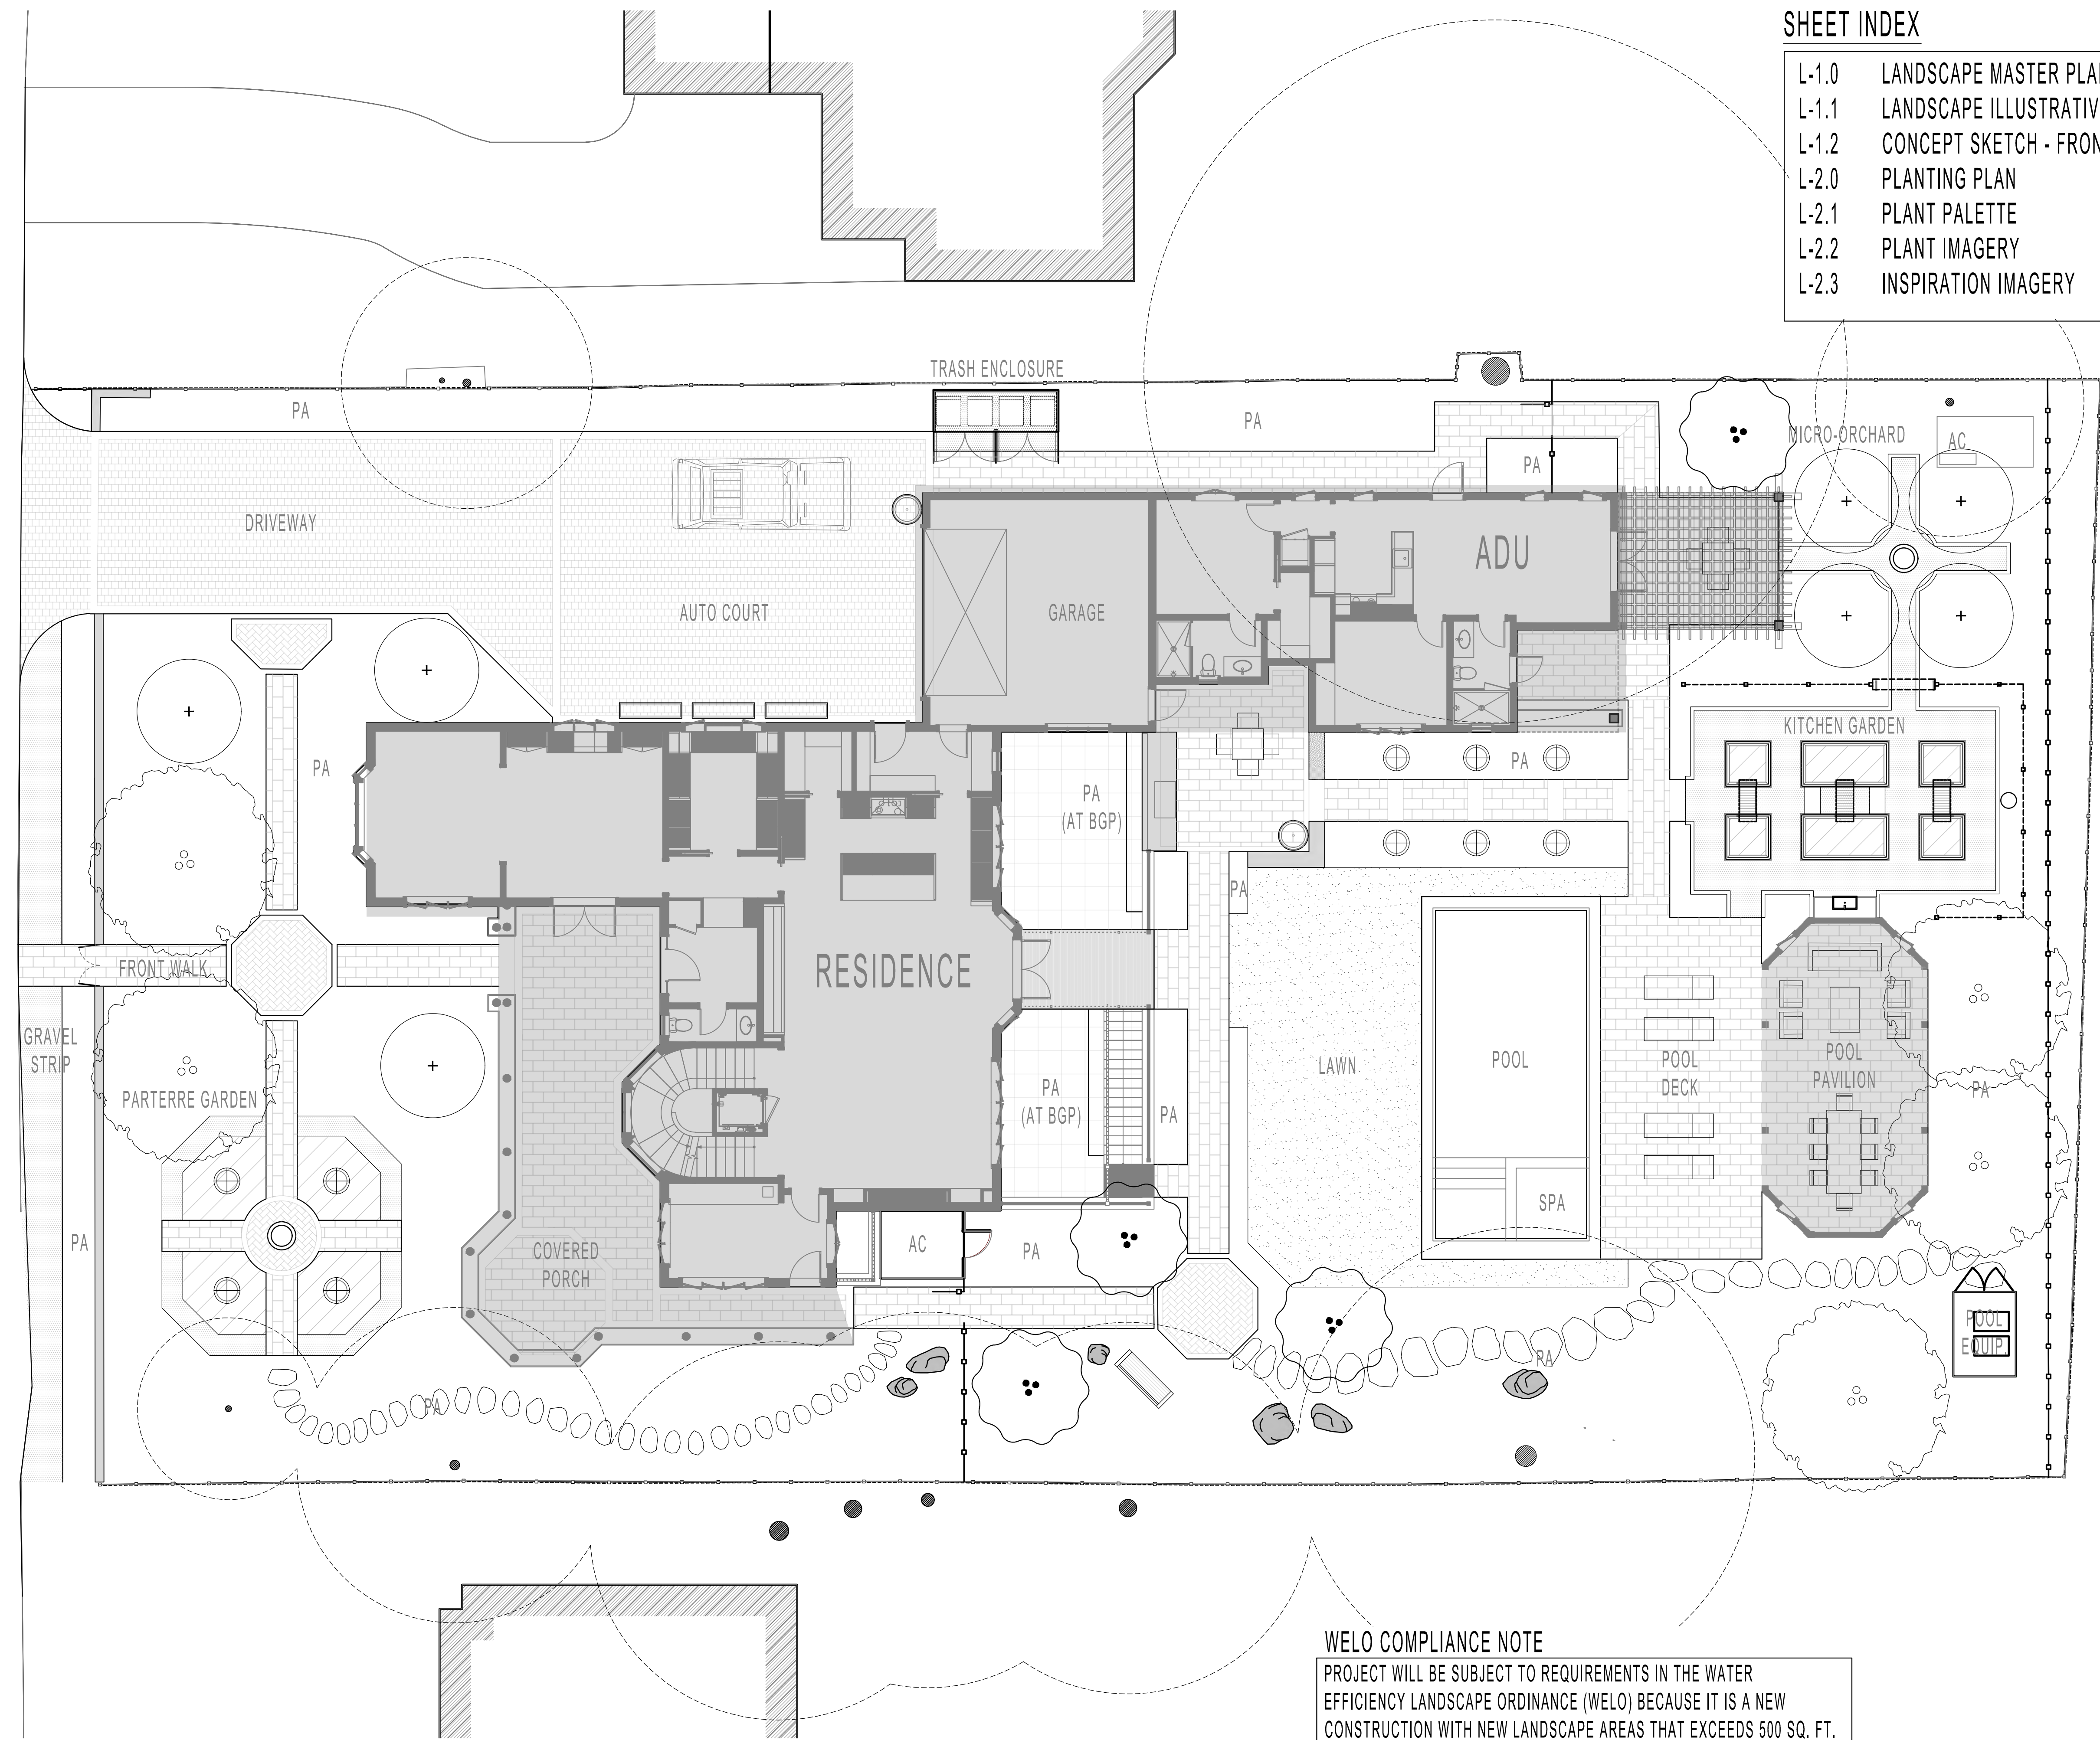 SHEET INDEX
L-1.0 LANDSCAPE MASTER PLA
L-1.1 LANDSCAPE ILLUSTRATIV
L-1.2 CONCEPT SKETCH - FRON
L-2.0 PLANTING PLAN
L-2.1 PLANT PALETTE
L-2.2 PLANT IMAGERY
L-2.3 INSPIRATION IMAGERY
TRASH ENCLOSURE
PA
PA
MICRO-ORCHARD
AC
PA
DRIVEWAY
ADU
AUTO COURT
GARAGE
KITCHEN GARDEN
PA
PA
PA
(AT BGP)
PA
FRONT WALK
RESIDENCE
GRAVEL
STRIP
LAWN
POOL
POOL
DECK
POOL
PAVILION
PARTERRE GARDEN
PA
(AT BGP)
PA
PA
SPA
PA
COVERED
PORCH
AC
PA
POOL
EQUIP.
PA
PA
WELO COMPLIANCE NOTE
PROJECT WILL BE SUBJECT TO REQUIREMENTS IN THE WATER
EFFICIENCY LANDSCAPE ORDINANCE (WELO) BECAUSE IT IS A NEW
CONSTRUCTION WITH NEW LANDSCAPE AREAS THAT EXCEEDS 500 SQ. FT.